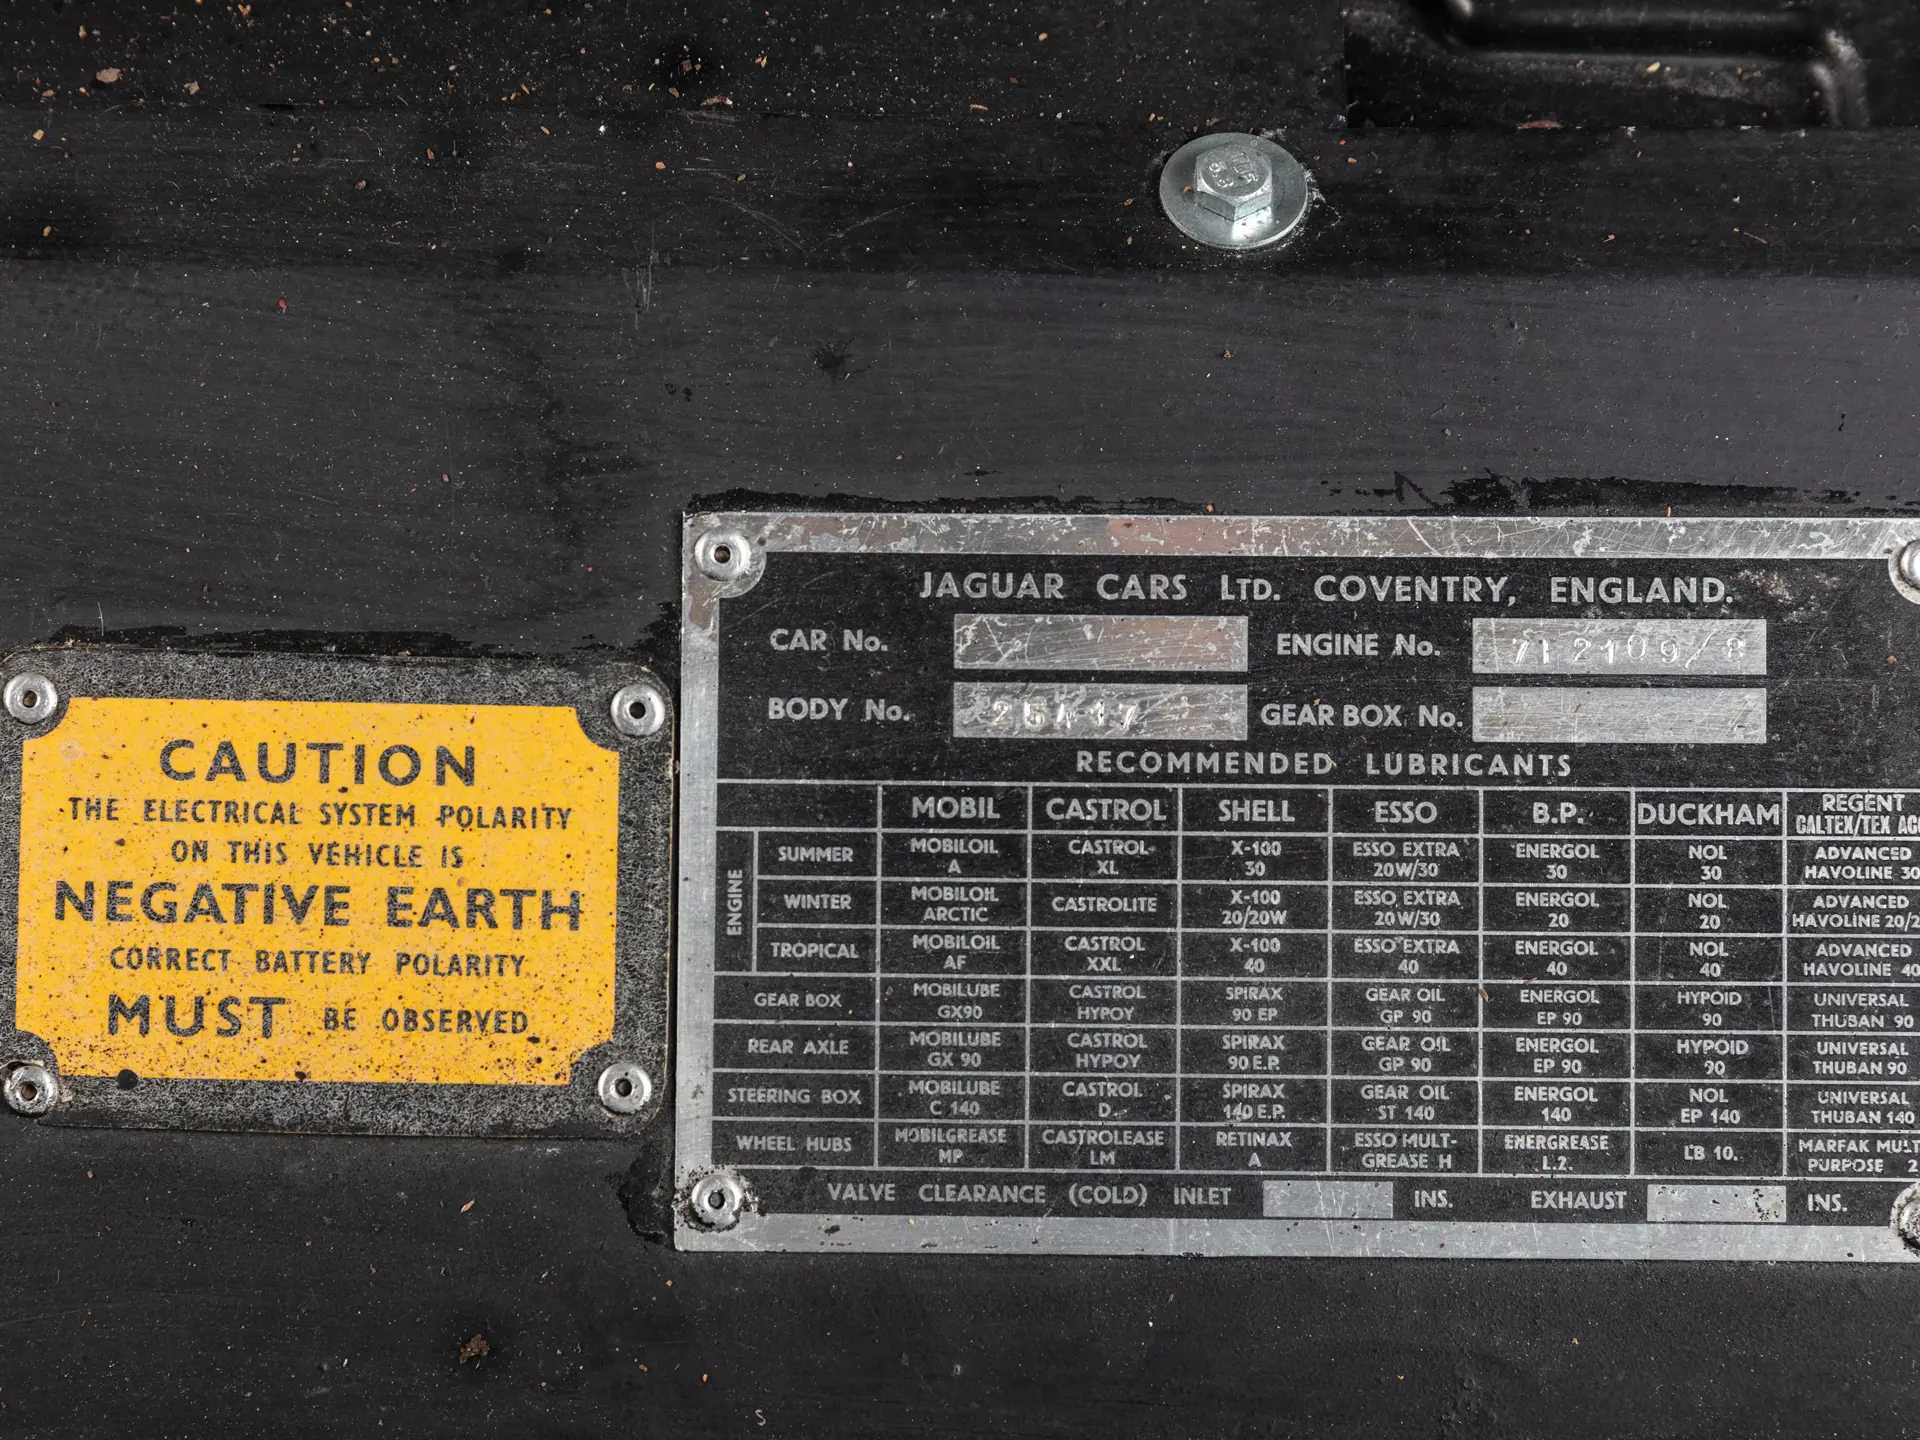 CAUTION
THE ELECTRICAL SYSTEM POLARITY
ON THIS VEHICLE IS
NEGATIVE EARTH
CORRECT BATTERY POLARITY
MUST BE OBSERVED
JAGUAR CARS LTD. COVENTRY, ENGLAND.
CAR No. ENGINE No.
BODY No. GEAR BOX No.
RECOMMENDED LUBRICANTS
MOBIL CASTROL SHELL ESSO B.P. DUCKHAM REGENT
CALTEX/TEX
ENGINE
SUMMER MOBILOIL A CASTROL XL X-100 30 ESSO EXTRA 20W/30 ENERGOL 30 NOL 30 ADVANCED HAVOLINE 30
WINTER MOBILOIL ARCTIC CASTROLITE X-100 20/20W ESSO EXTRA 20W/30 ENERGOL 20 NOL 20 ADVANCED HAVOLINE
TROPICAL MOBILOIL AF CASTROL XXL X-100 40 ESSO EXTRA 40 ENERGOL 40 NOL 40 ADVANCED HAVOLINE 40
GEAR BOX MOBILUBE GX90 CASTROL HYPOY SPIRAX 90 EP GEAR OIL GP 90 ENERGOL EP 90 HYPOID 90 UNIVERSAL THUBAN 90
REAR AXLE MOBILUBE GX 90 CASTROL HYPOY SPIRAX 90 E.P. GEAR OIL GP 90 ENERGOL EP 90 HYPOID 90 UNIVERSAL THUBAN 90
STEERING BOX MOBILUBE C 140 CASTROL D SPIRAX 140 E.P. GEAR OIL ST 140 ENERGOL 140 NOL EP 140 UNIVERSAL THUBAN 140
WHEEL HUBS MOBILGREASE MP CASTROLEASE LM RETINAX A ESSO MULT-GREASE H ENERGREASE L.2. LB 10. MARFAK PURPOSE 2
VALVE CLEARANCE (COLD) INLET INS. EXHAUST INS.